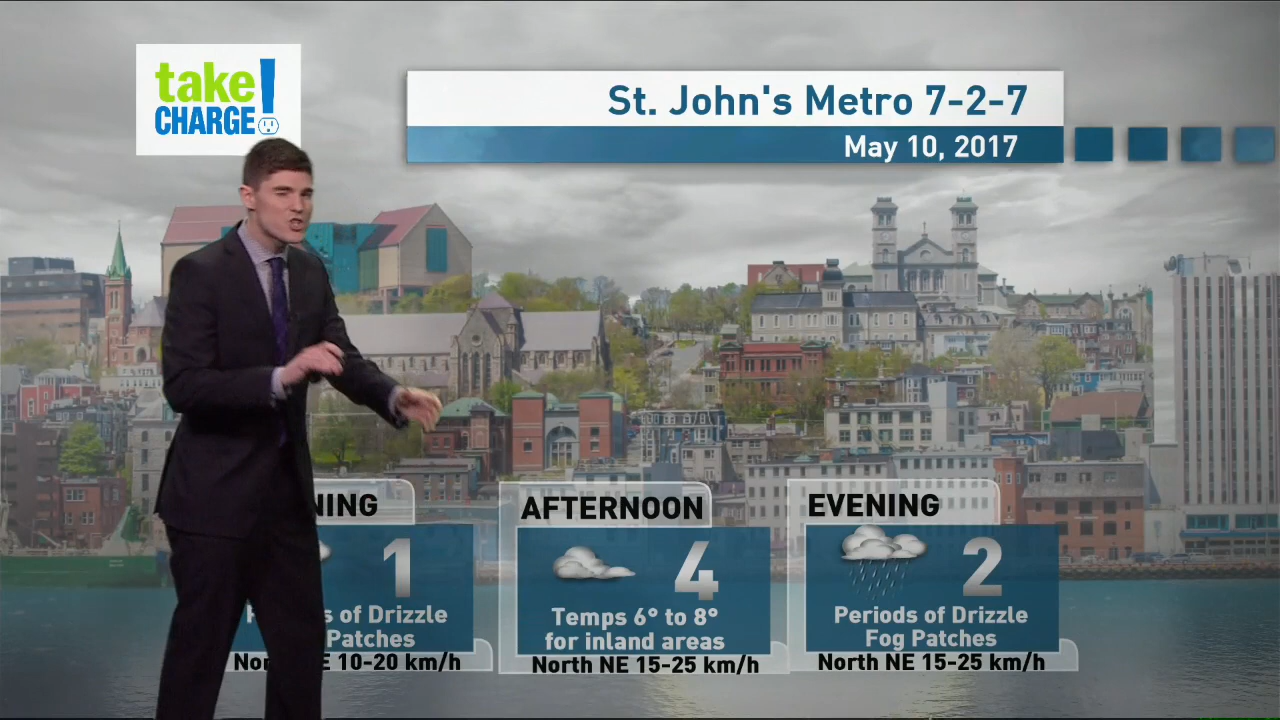 take
CHARGE!
St. John's Metro 7-2-7
May 10, 2017
NING
1
s of Drizzle
Patches
E 10-20 km/h
AFTERNOON
4
Temps 6° to 8°
for inland areas
North NE 15-25 km/h
EVENING
2
Periods of Drizzle
Fog Patches
North NE 15-25 km/h